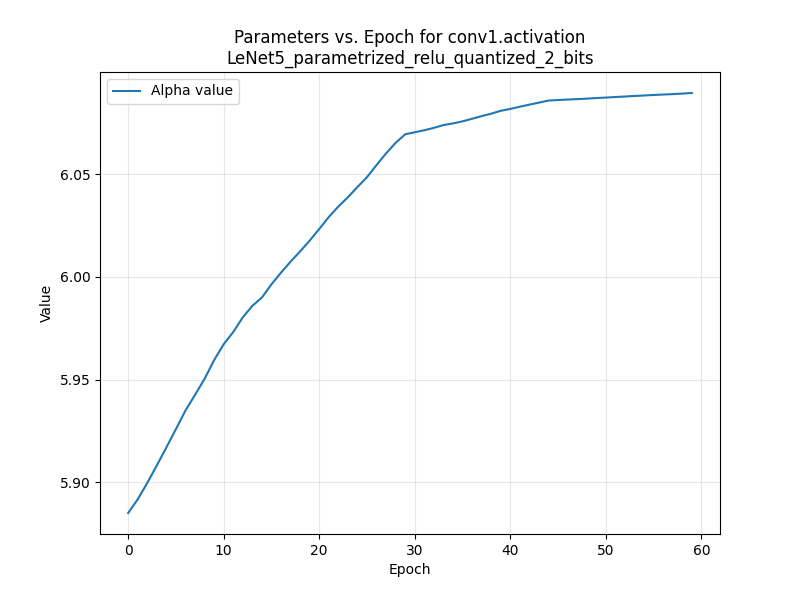 Parameters vs. Epoch for conv1.activation
LeNet5_parametrized_relu_quantized_2_bits
Alpha value
6.05
6.00
5.95
5.90
Value
0 10 20 30 40 50 60
Epoch